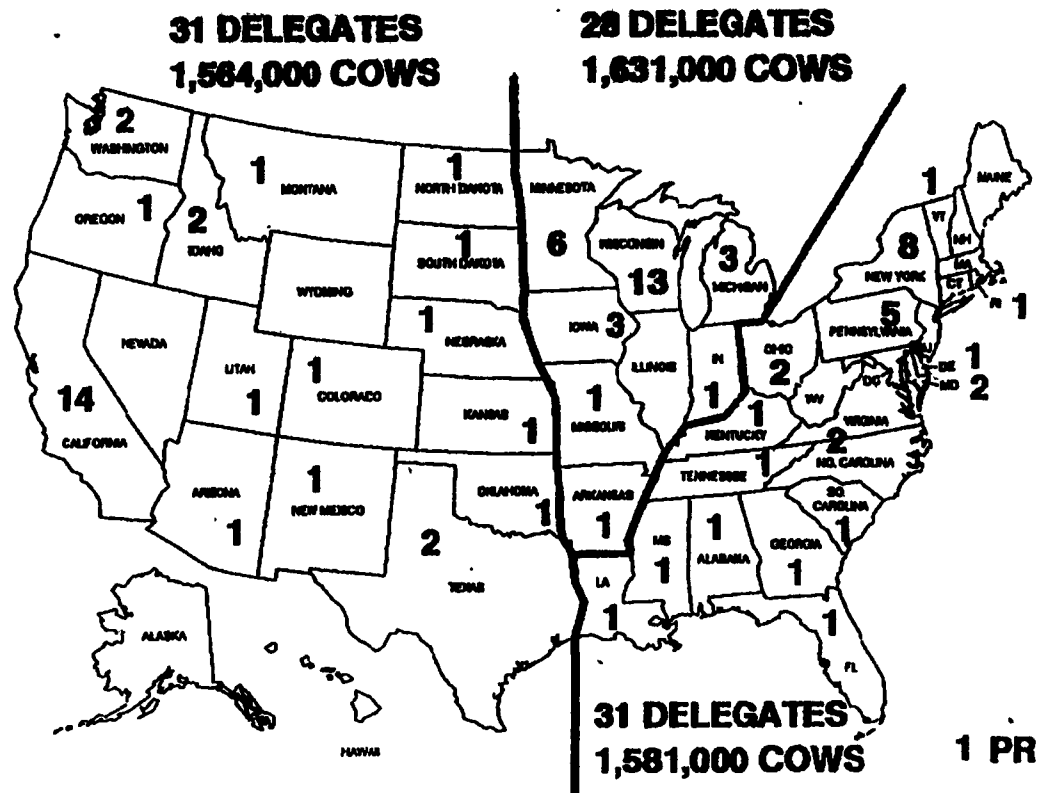 31 DELEGATES
1,564,000 COWS
28 DELEGATES
1,631,000 COWS
2
WASHINGTON
1
MONTANA
1
NORTH DAKOTA
MINNESOTA
1
MAINE
OREGON 1
2
IDAHO
1
SOUTH DAKOTA
6
WISCONSIN
13
3
MICHIGAN
VT
NH
8
NEW YORK
MA
CT
RI 1
WYOMING
1
NEBRASKA
IOWA 3
5
PENNSYLVANIA
NEVADA
UTAH
1
1
COLORADO
ILLINOIS
IN
1
OHIO
2
1
DE
MD 2
DC
WV
VIRGINIA
14
CALIFORNIA
KANSAS
1
1
MISSOURI
1
KENTUCKY
2
NO. CAROLINA
TENNESSEE 1
ARIZONA
1
1
NEW MEXICO
OKLAHOMA
1
ARKANSAS
1
SO.
CAROLINA
1
2
TEXAS
MS
1
1
ALABAMA
GEORGIA
1
LA
1
1
FL
ALASKA
HAWAII
31 DELEGATES
1,581,000 COWS
1 PR